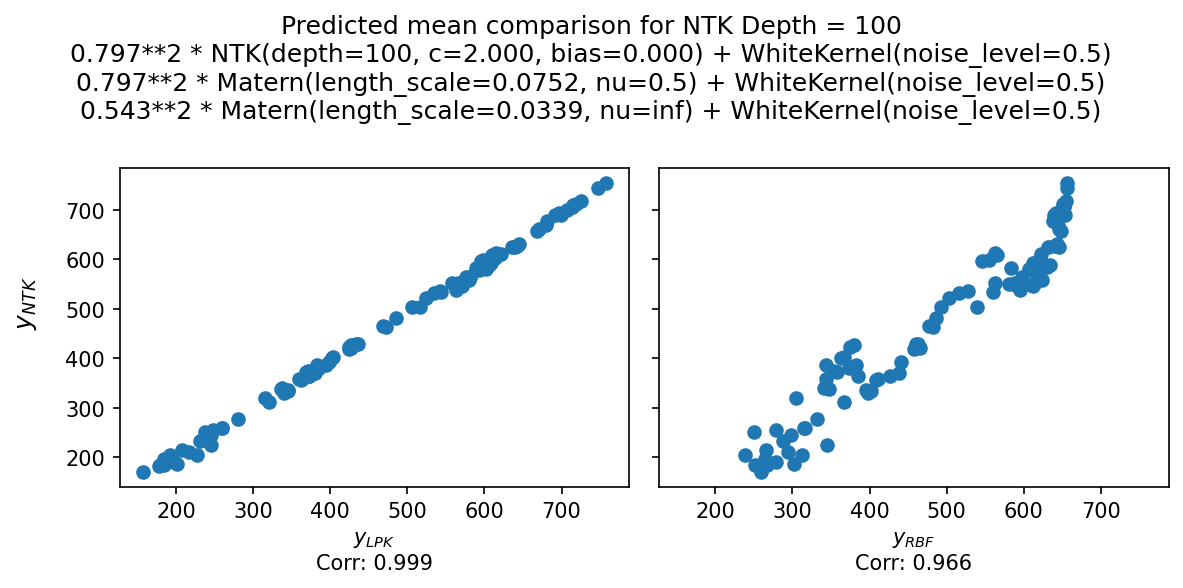 Predicted mean comparison for NTK Depth = 100
0.797**2 * NTK(depth=100, c=2.000, bias=0.000) + WhiteKernel(noise_level=0.5)
0.797**2 * Matern(length_scale=0.0752, nu=0.5) + WhiteKernel(noise_level=0.5)
0.543**2 * Matern(length_scale=0.0339, nu=inf) + WhiteKernel(noise_level=0.5)
y_NTK
700
600
500
400
300
200
200 300 400 500 600 700
y_LPK
Corr: 0.999
200 300 400 500 600 700
y_RBF
Corr: 0.966